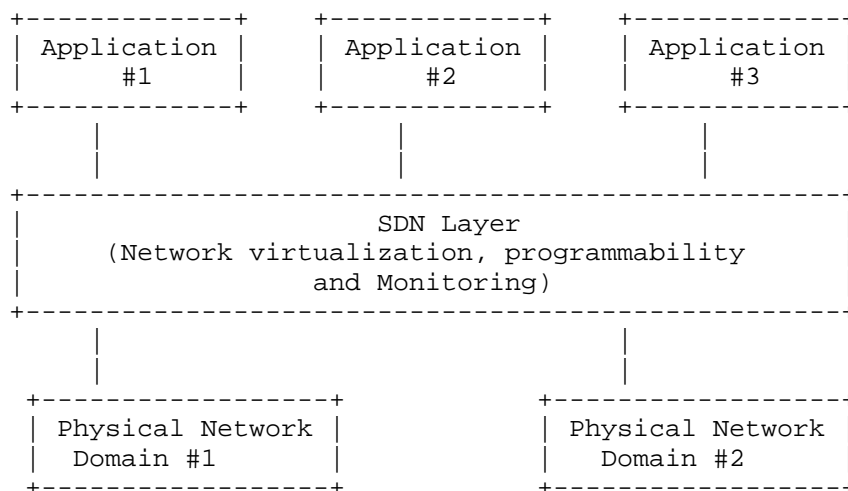 Application Application Application
#1 #2 #3
SDN Layer
(Network virtualization, programmability
and Monitoring)
Physical Network Physical Network
Domain #1 Domain #2